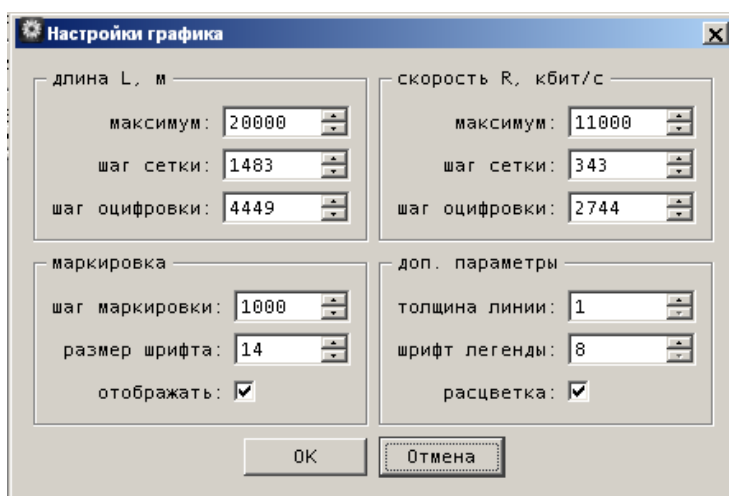 Настройки графика
длина L, м
максимум: 20000
шаг сетки: 1483
шаг оцифровки: 4449
скорость R, кбит/с
максимум: 11000
шаг сетки: 343
шаг оцифровки: 2744
маркировка
шаг маркировки: 1000
размер шрифта: 14
отображать:
доп. параметры
толщина линии: 1
шрифт легенды: 8
расцветка:
OK
Отмена